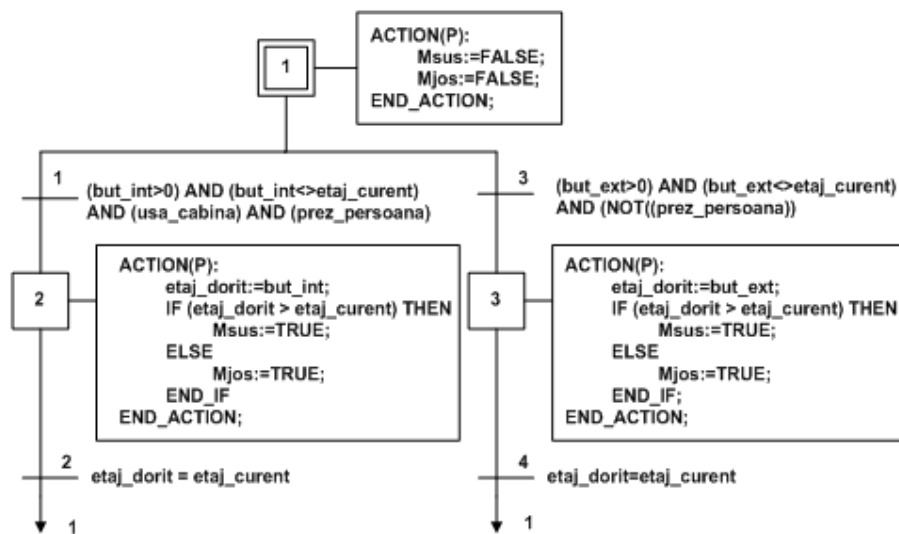 1
ACTION(P):
Msus:=FALSE;
Mjos:=FALSE;
END_ACTION;
1
(but_int>0) AND (but_int<>etaj_curent)
AND (usa_cabina) AND (prez_persoana)
3
(but_ext>0) AND (but_ext<>etaj_curent)
AND (NOT((prez_persoana))
2
ACTION(P):
etaj_dorit:=but_int;
IF (etaj_dorit > etaj_curent) THEN
Msus:=TRUE;
ELSE
Mjos:=TRUE;
END_IF
END_ACTION;
3
ACTION(P):
etaj_dorit:=but_ext;
IF (etaj_dorit > etaj_curent) THEN
Msus:=TRUE;
ELSE
Mjos:=TRUE;
END_IF;
END_ACTION;
2
etaj_dorit = etaj_curent
1
4
etaj_dorit=etaj_curent
1